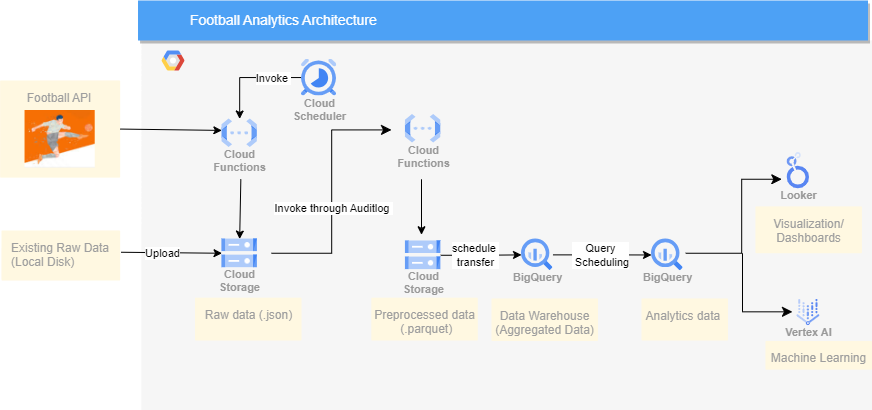 Football Analytics Architecture
Invoke
Cloud
Scheduler
Football API
Cloud
Functions
Cloud
Functions
Invoke through Auditlog
Existing Raw Data
(Local Disk)
Upload
Cloud
Storage
Raw data (.json)
Cloud
Storage
Preprocessed data
(.parquet)
schedule
transfer
BigQuery
Data Warehouse
(Aggregated Data)
Query
Scheduling
BigQuery
Analytics data
Looker
Visualization/
Dashboards
Vertex AI
Machine Learning